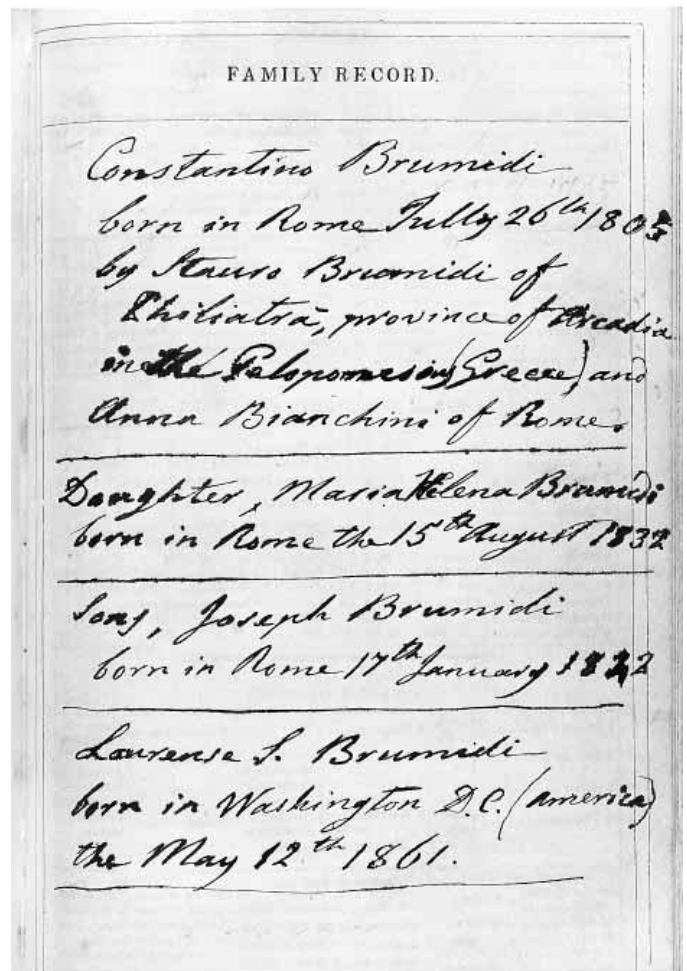 FAMILY RECORD.
Constantino Brumidi
born in Rome Jully 26th 1805
by Stauro Brumidi of
Philiatrà, province of Arcadia
in the Peloponnesus (Greece) and
Anna Bianchini of Rome.
Daughter, Maria Helena Brumidi
born in Rome the 15th August 1832
Sons, Joseph Brumidi
born in Rome 17th January 1842
Laurense S. Brumidi
born in Washington D.C. (america)
the May 12th 1861.